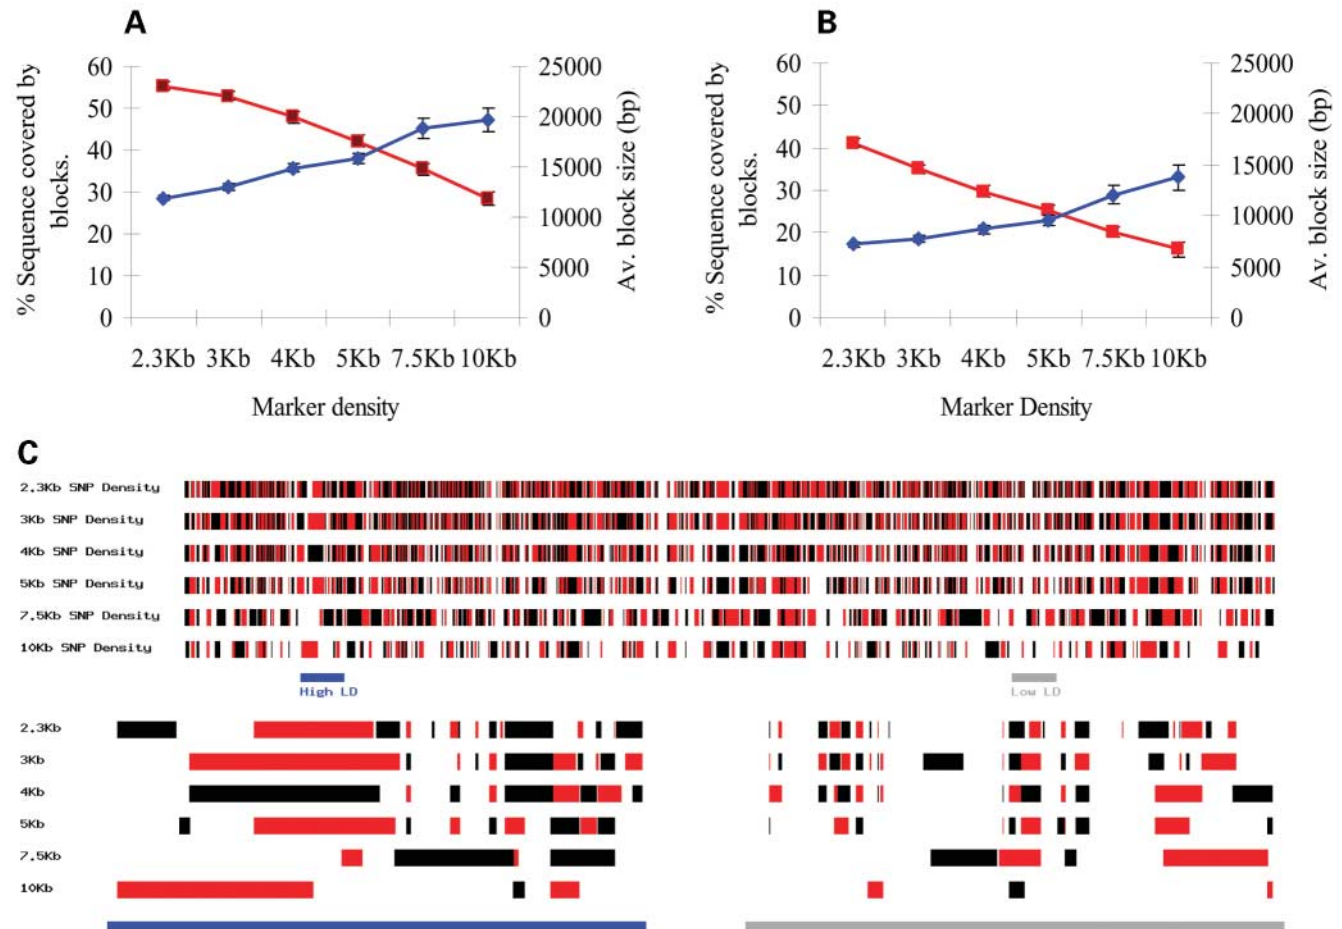 A
% Sequence covered by
blocks.
60
50
40
30
20
10
0
25000
20000
15000
10000
5000
0
Av. block size (bp)
2.3Kb 3Kb 4Kb 5Kb 7.5Kb 10Kb
Marker density
B
% Sequence covered by
blocks.
60
50
40
30
20
10
0
25000
20000
15000
10000
5000
0
Av. block size (bp)
2.3Kb 3Kb 4Kb 5Kb 7.5Kb 10Kb
Marker Density
C
2.3Kb SNP Density
3Kb SNP Density
4Kb SNP Density
5Kb SNP Density
7.5Kb SNP Density
10Kb SNP Density
High LD
Low LD
2.3Kb
3Kb
4Kb
5Kb
7.5Kb
10Kb